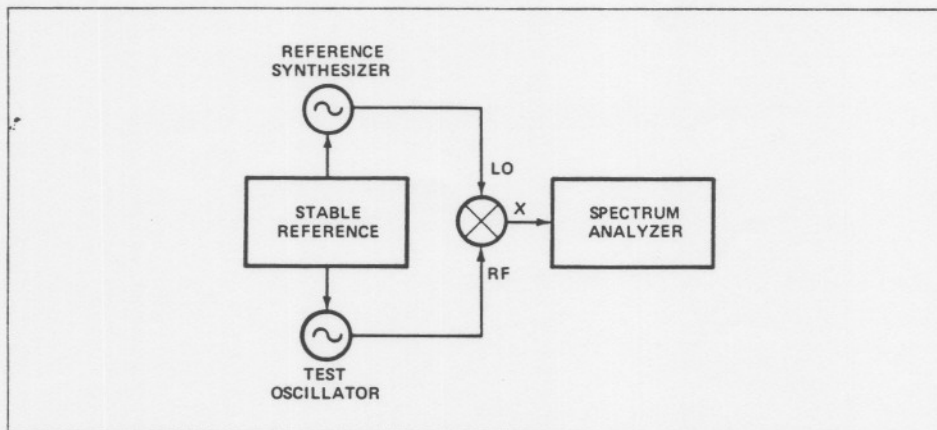 REFERENCE
SYNTHESIZER
LO
STABLE
REFERENCE
X
SPECTRUM
ANALYZER
RF
TEST
OSCILLATOR